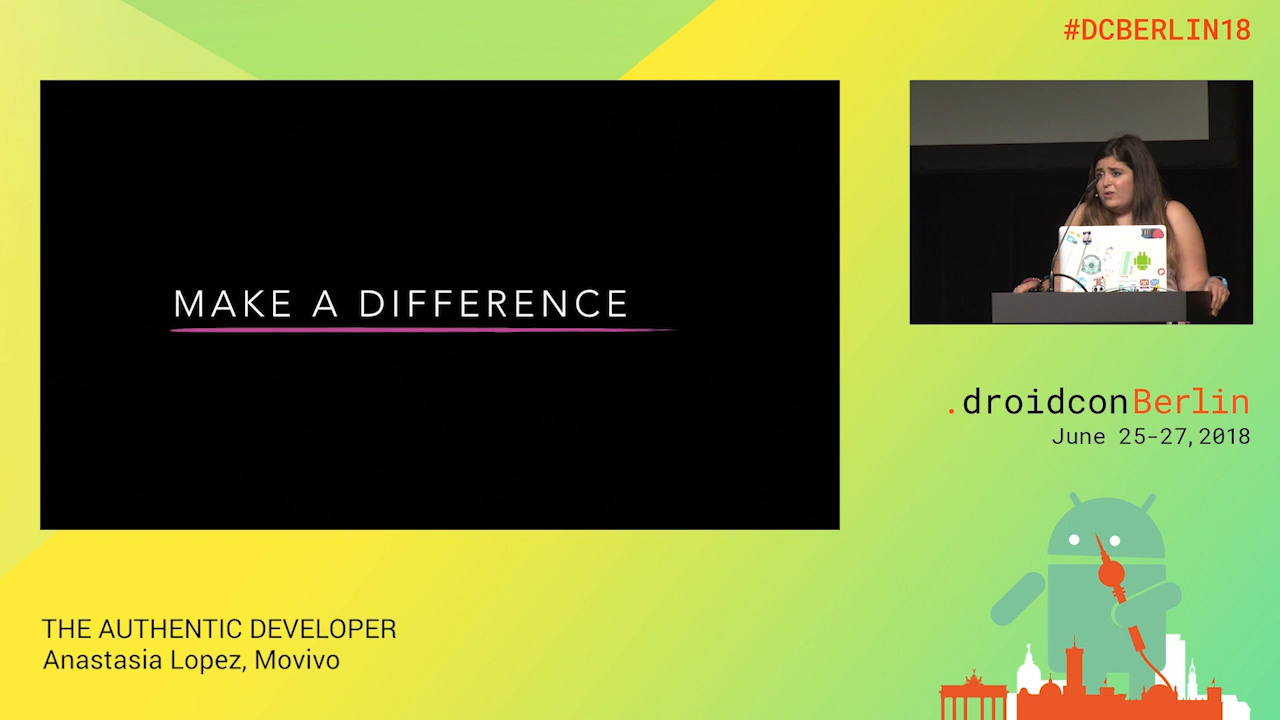 #DCBERLIN18
MAKE A DIFFERENCE
.droidconBerlin
June 25-27, 2018
THE AUTHENTIC DEVELOPER
Anastasia Lopez, Movivo